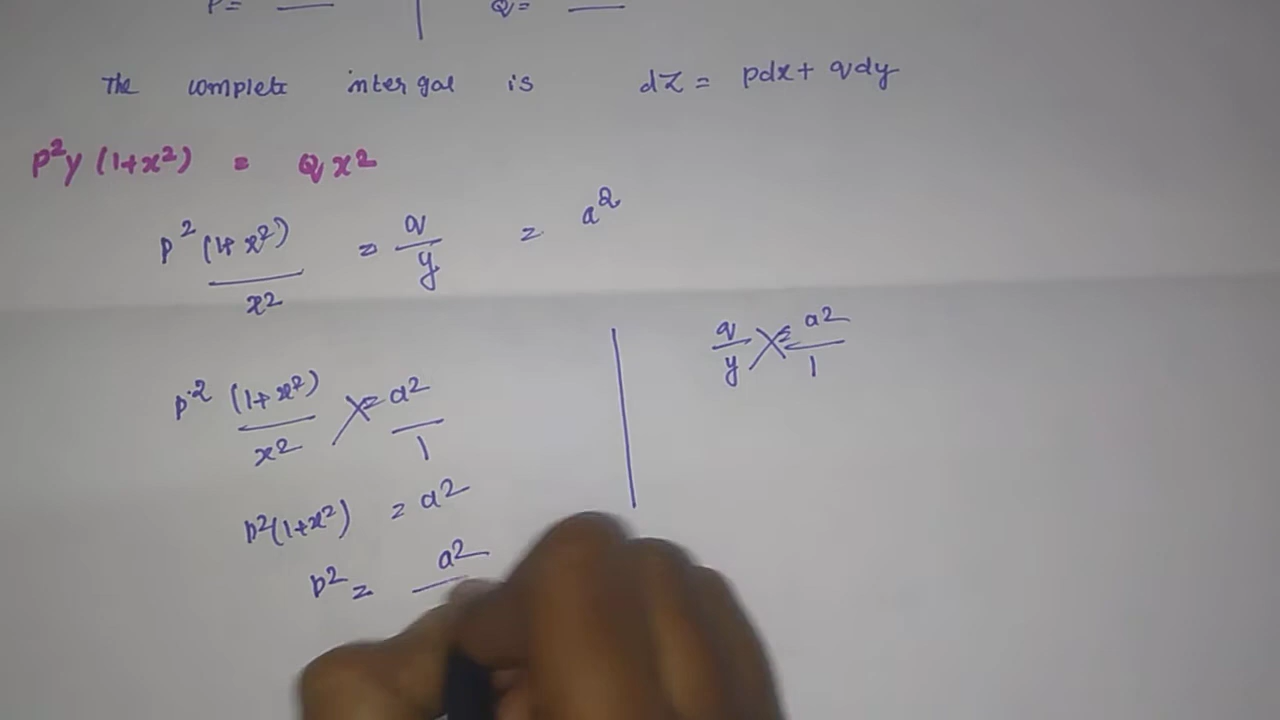 P = | Q =
The complete intergal is dZ = pdx + qdy
P²y (1+x²) = Qx²
p² (1+x²) / x² = q / y = a²
p² (1+x²) / x² = a² / 1 | q / y = a² / 1
p²(1+x²) = a²
p² = a²